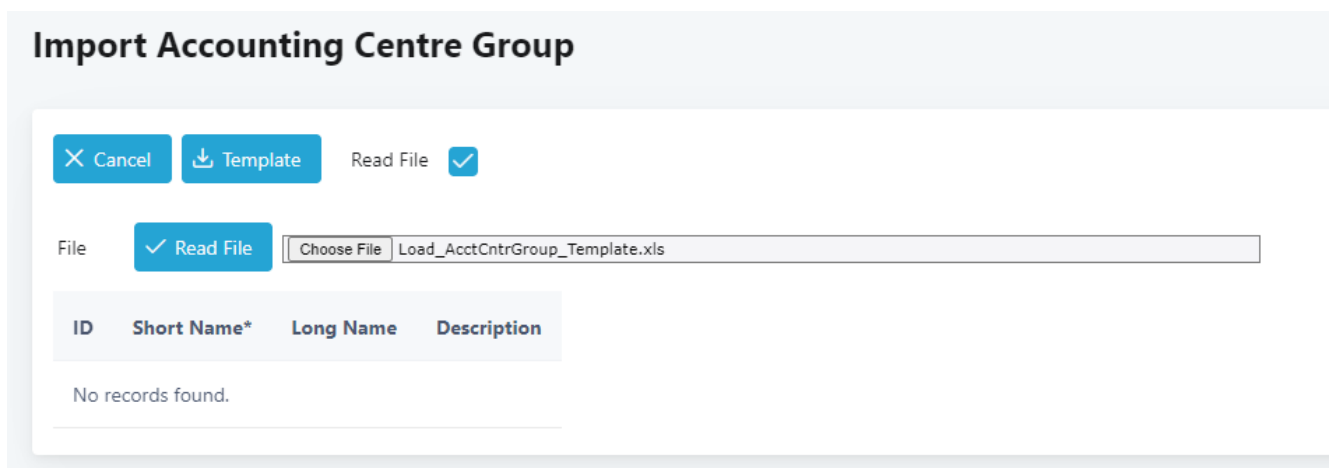 Import Accounting Centre Group
Cancel Template Read File
File Read File Choose File Load_AcctCntrGroup_Template.xls
ID Short Name* Long Name Description
No records found.